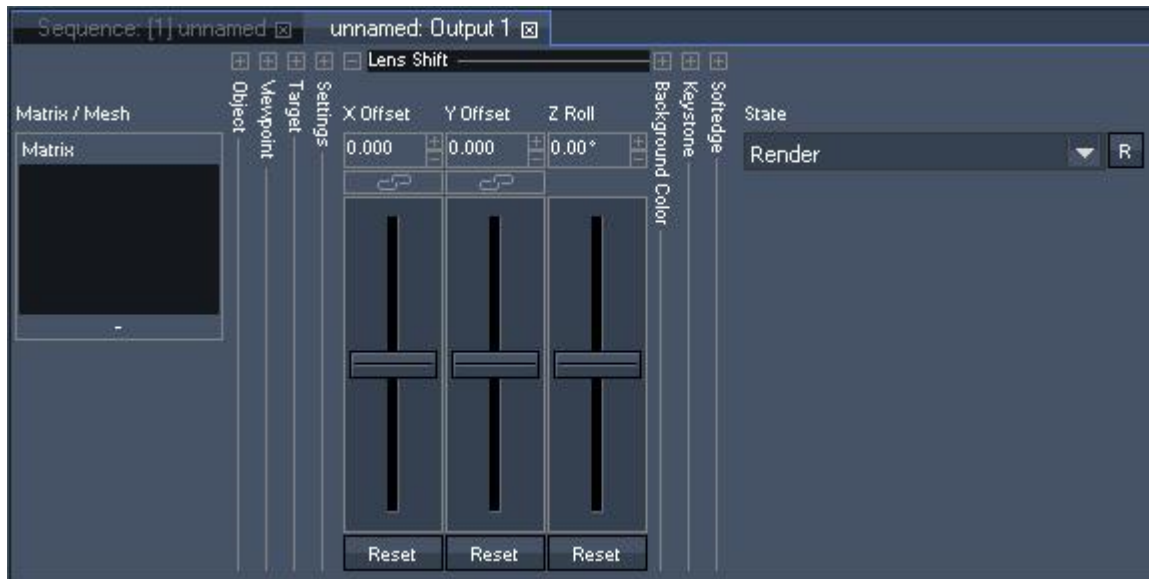 Sequence: [1] unnamed
unnamed: Output 1
Lens Shift
Matrix / Mesh
Object
Viewpoint
Target
Settings
X Offset
Y Offset
Z Roll
Background Color
Keystone
Softedge
State
Matrix
0.000
0.000
0.00°
Render
R
-
Reset
Reset
Reset